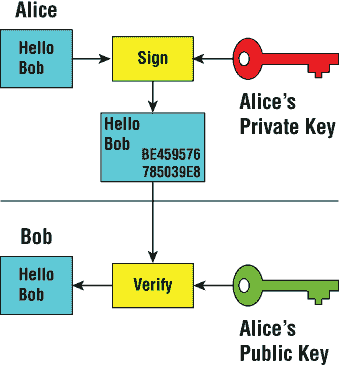 Alice
Hello
Bob
Sign
Alice's
Private Key
Hello
Bob
BE459576
785039E8
Bob
Hello
Bob
Verify
Alice's
Public Key